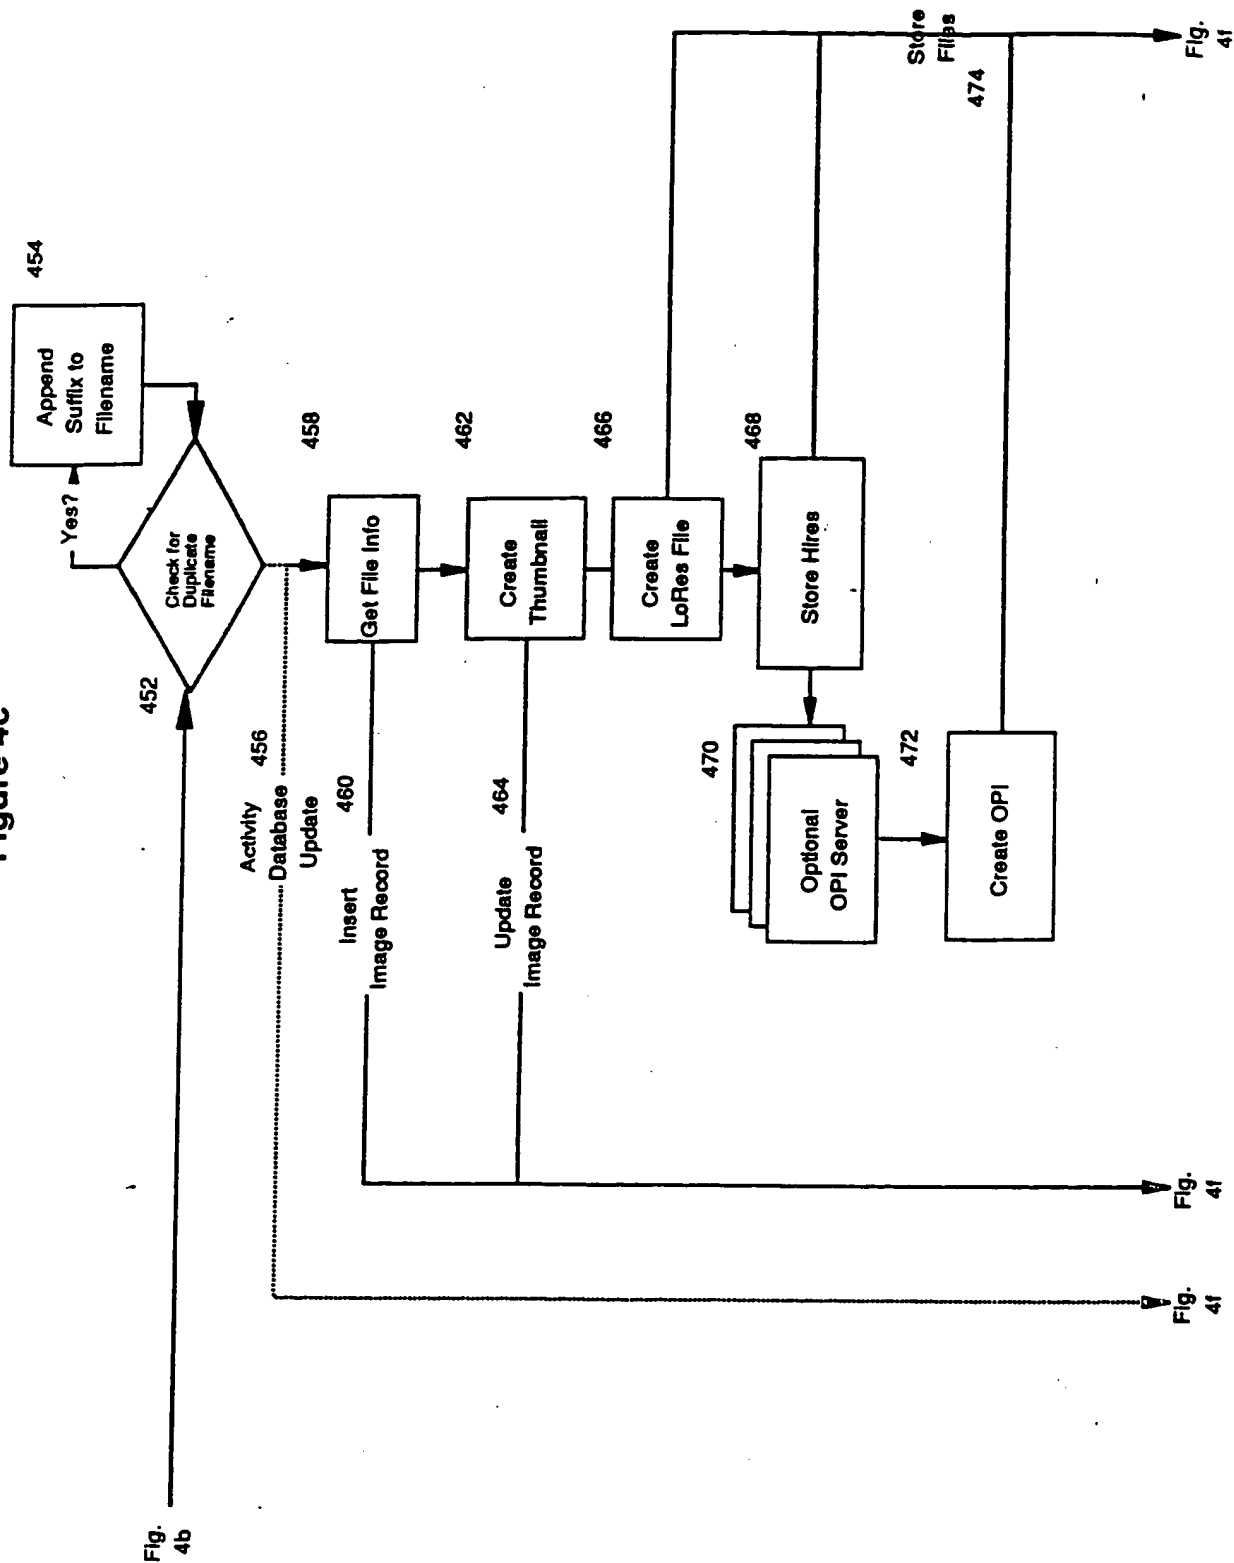 Figure 4c
Fig.
4b
452
Check for
Duplicate
Filename
Yes?
Append
Suffix to
Filename
454
Activity
Database
Update
456
Get File Info
458
Insert
Image Record
460
Create
Thumbnail
462
Update
Image Record
464
Create
LoRes File
466
Store Hires
468
Optional
OPI Server
470
Create OPI
472
Store
Files
474
Fig.
4f
Fig.
4f
Fig.
4f